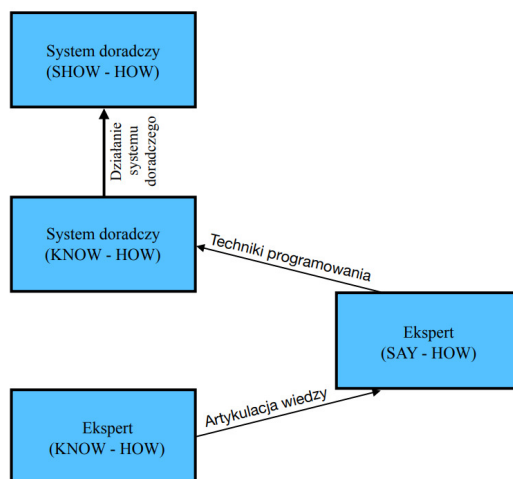 System doradczy
(SHOW - HOW)
Działanie
systemu
doradczego
System doradczy
(KNOW - HOW)
Techniki programowania
Ekspert
(SAY - HOW)
Artykulacja wiedzy
Ekspert
(KNOW - HOW)